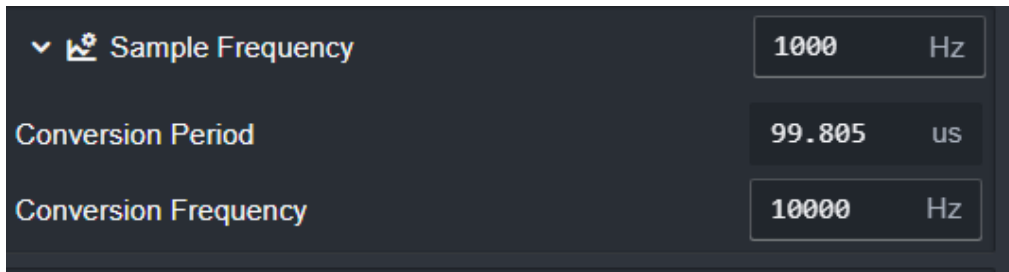 Sample Frequency 1000 Hz
Conversion Period 99.805 us
Conversion Frequency 10000 Hz